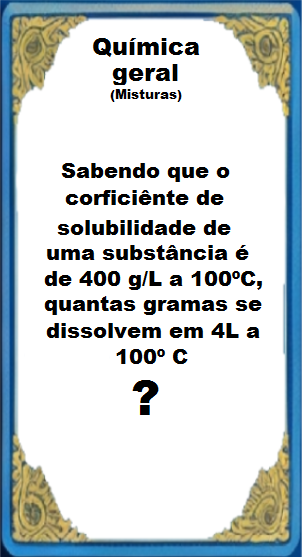 Química
geral
(Misturas)
Sabendo que o
corficiênte de
solubilidade de
uma substância é
de 400 g/L a 100ºC,
quantas gramas se
dissolvem em 4L a
100º C
?